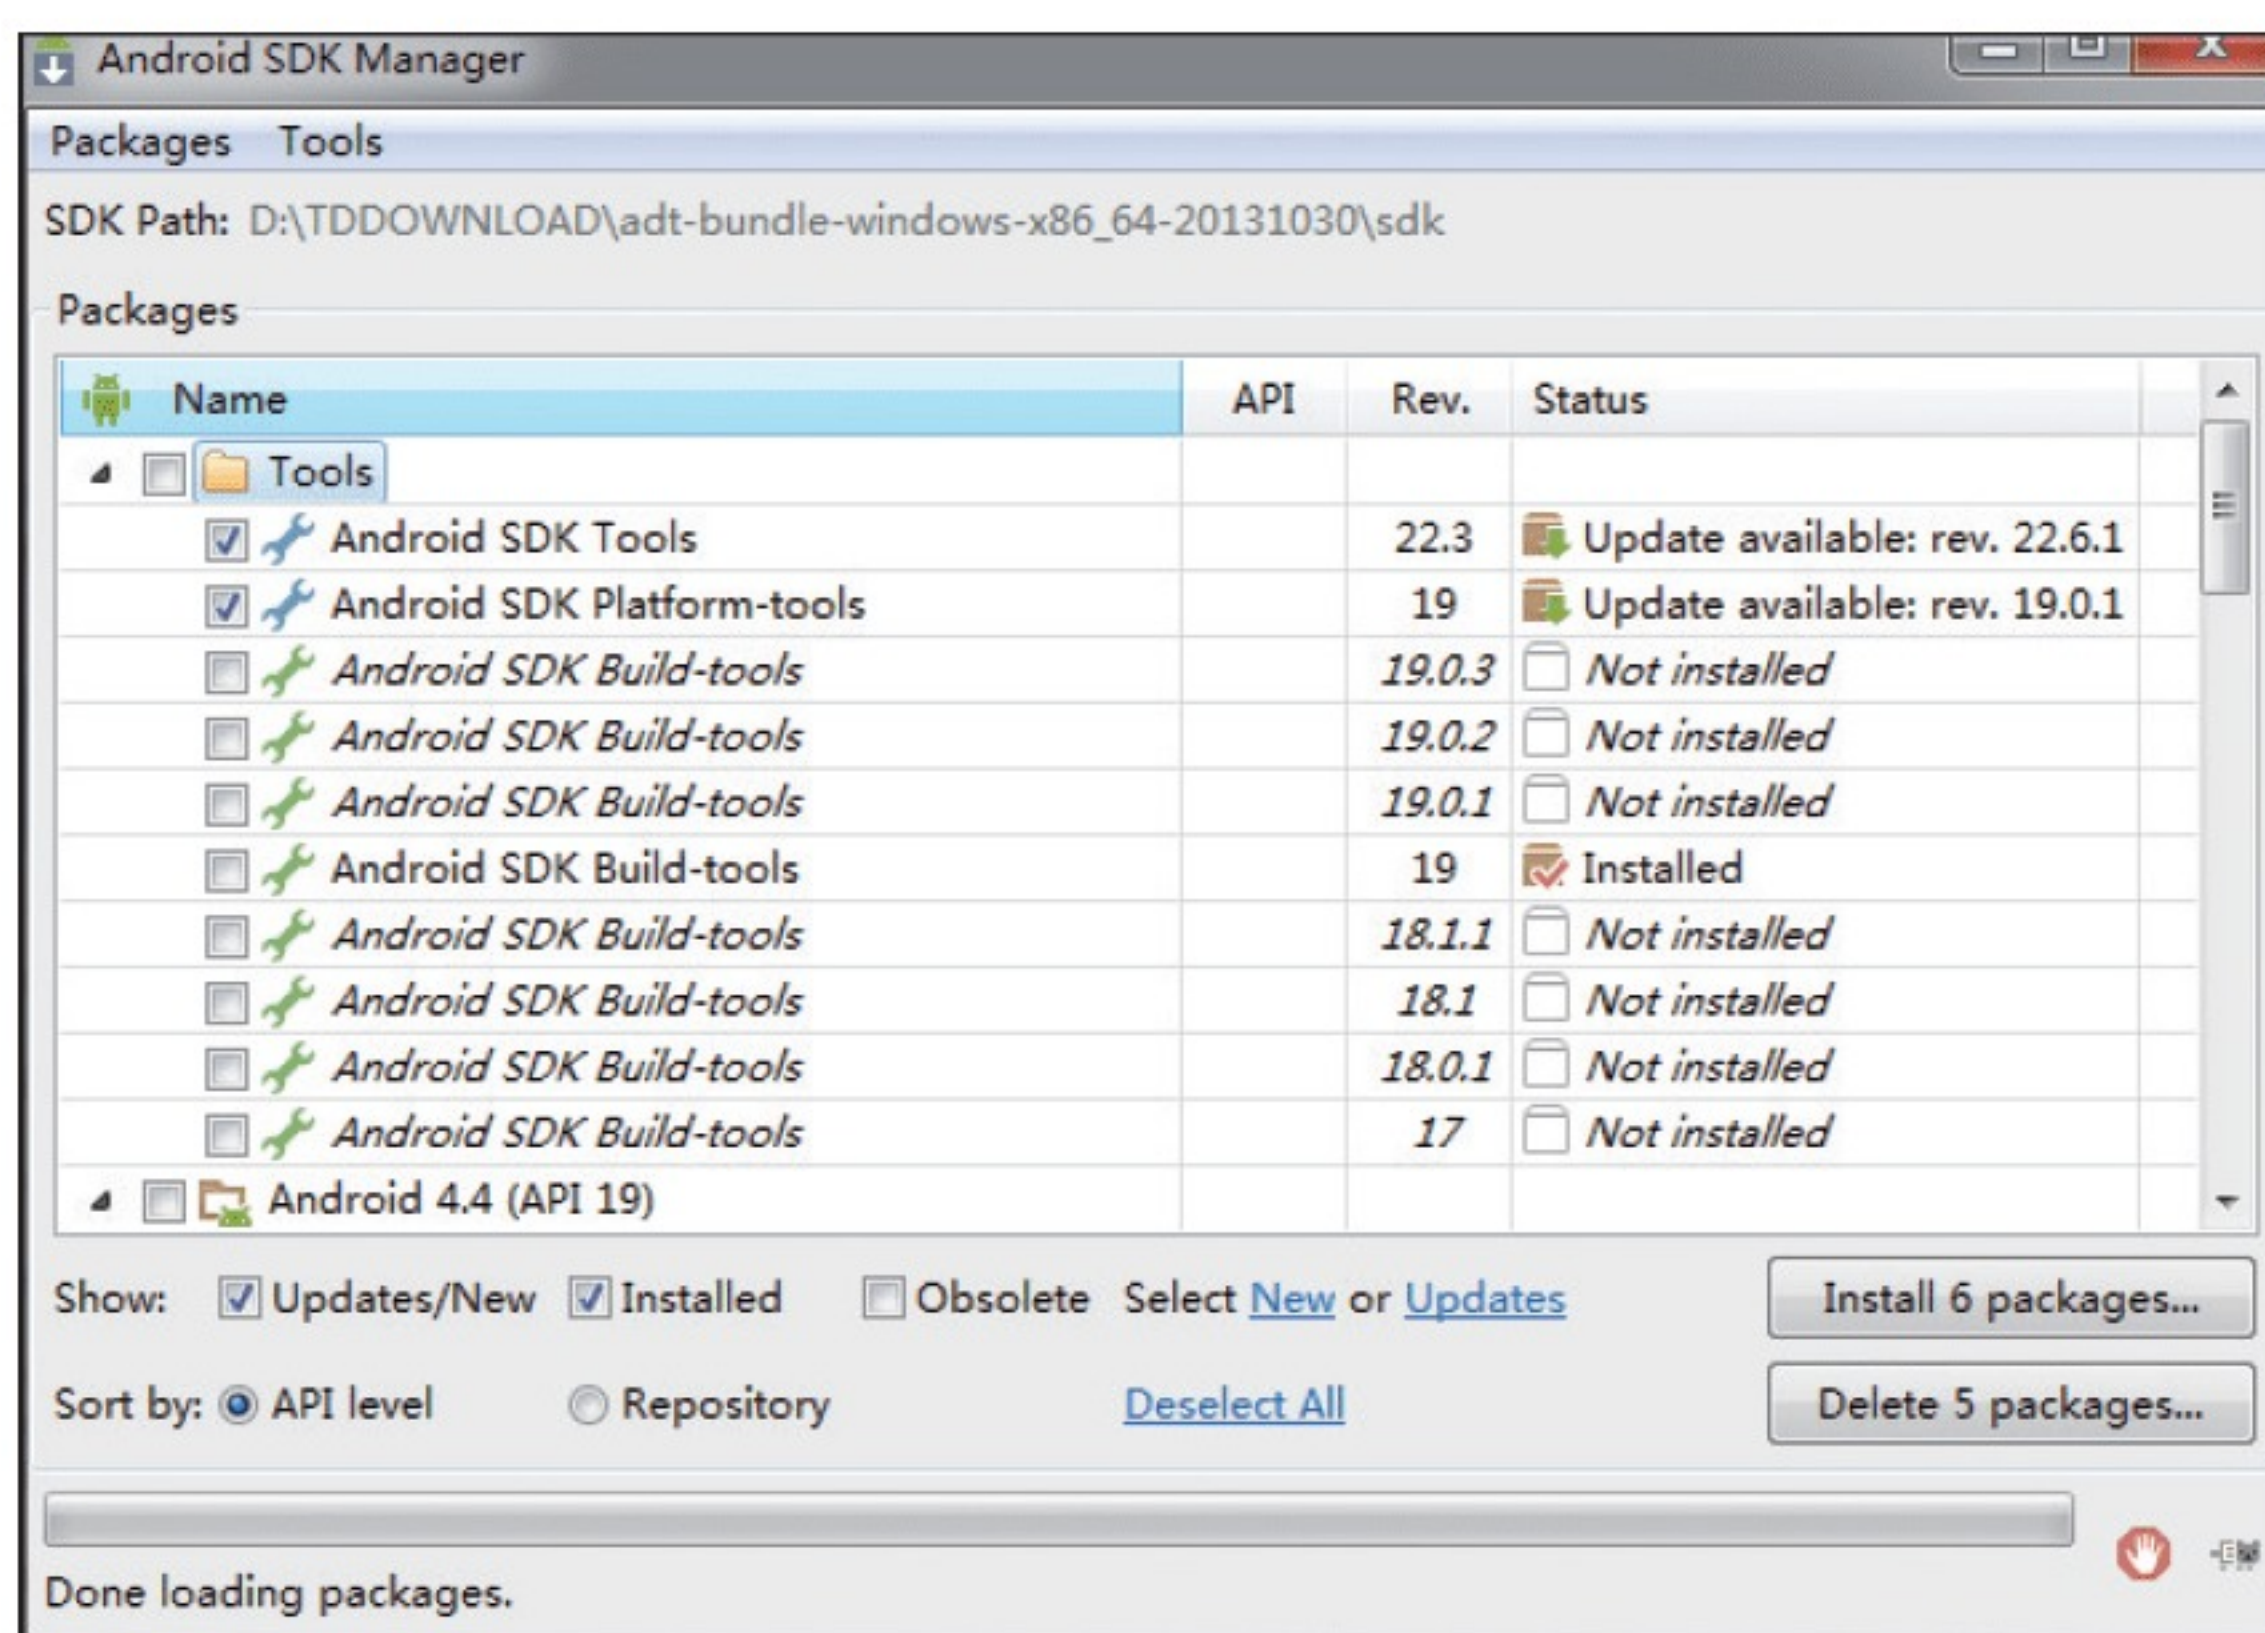 Android SDK Manager
Packages Tools
SDK Path: D:\TDDOWNLOAD\adt-bundle-windows-x86_64-20131030\sdk
Packages
Name API Rev. Status
Tools
Android SDK Tools 22.3 Update available: rev. 22.6.1
Android SDK Platform-tools 19 Update available: rev. 19.0.1
Android SDK Build-tools 19.0.3 Not installed
Android SDK Build-tools 19.0.2 Not installed
Android SDK Build-tools 19.0.1 Not installed
Android SDK Build-tools 19 Installed
Android SDK Build-tools 18.1.1 Not installed
Android SDK Build-tools 18.1 Not installed
Android SDK Build-tools 18.0.1 Not installed
Android SDK Build-tools 17 Not installed
Android 4.4 (API 19)
Show: Updates/New Installed Obsolete Select New or Updates Install 6 packages...
Sort by: API level Repository Deselect All Delete 5 packages...
Done loading packages.